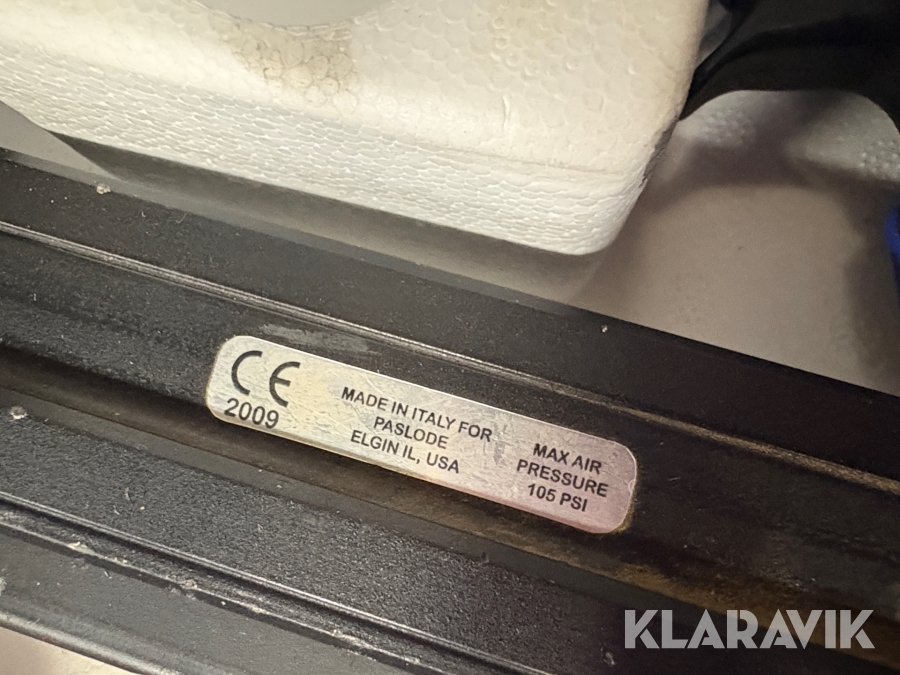 CE
2009
MADE IN ITALY FOR
PASLODE
ELGIN IL, USA
MAX AIR
PRESSURE
105 PSI
KLARAVIK